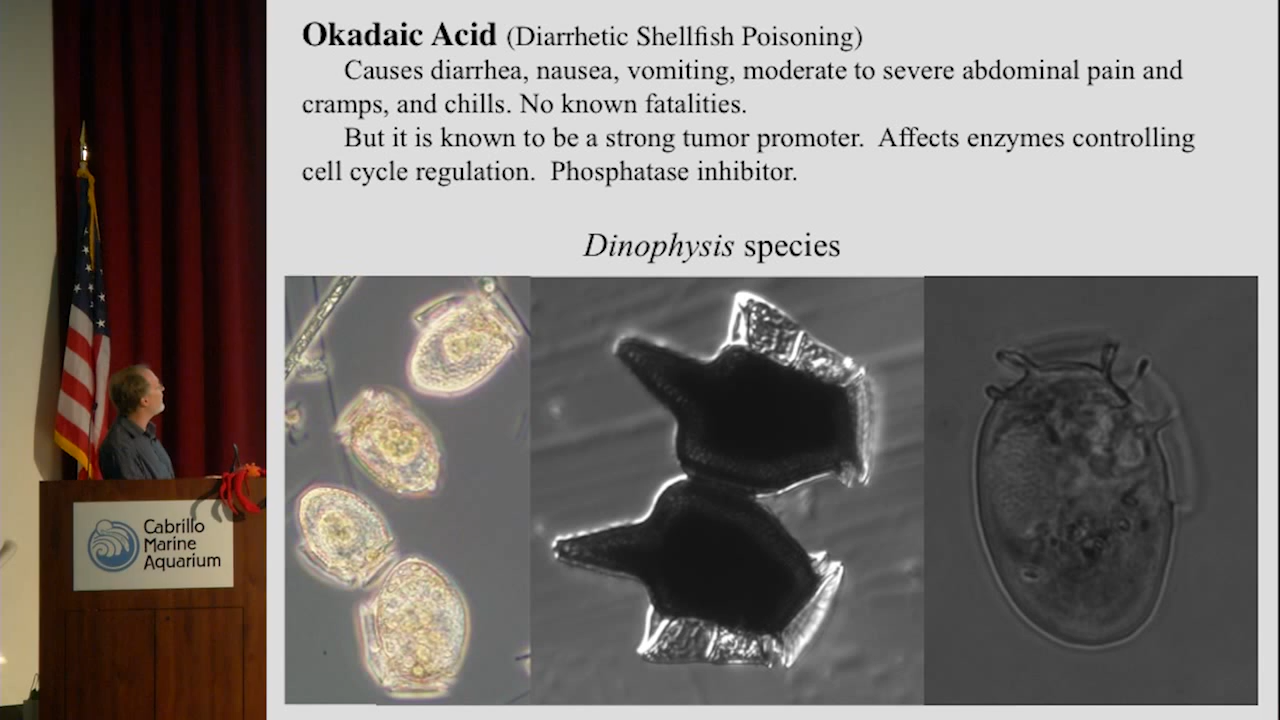 Okadaic Acid (Diarrhetic Shellfish Poisoning)
Causes diarrhea, nausea, vomiting, moderate to severe abdominal pain and
cramps, and chills. No known fatalities.
But it is known to be a strong tumor promoter. Affects enzymes controlling
cell cycle regulation. Phosphatase inhibitor.
Dinophysis species
Cabrillo
Marine
Aquarium